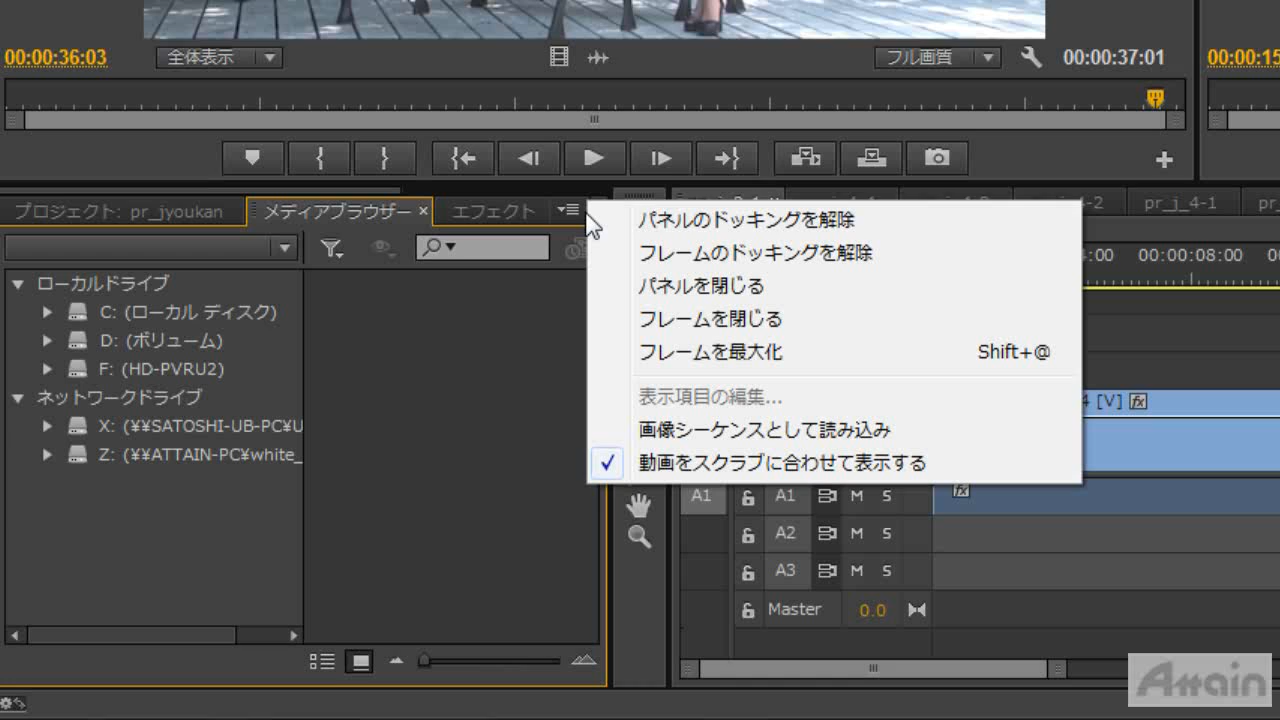 00:00:36:03
全体表示
フル画質
00:00:37:01
00:00:15
プロジェクト: pr_jyoukan
メディアブラウザー ×
エフェクト
pr_j_4-1
ローカルドライブ
C: (ローカル ディスク)
D: (ボリューム)
F: (HD-PVRU2)
ネットワークドライブ
X: (¥¥SATOSHI-UB-PC¥U
Z: (¥¥ATTAIN-PC¥white_
パネルのドッキングを解除
フレームのドッキングを解除
パネルを閉じる
フレームを閉じる
フレームを最大化 Shift+@
表示項目の編集...
画像シーケンスとして読み込み
動画をスクラブに合わせて表示する
00:00:08:00
4 [V] fx
A1 A1 M S
fx
A2 M S
A3 M S
Master 0.0
Attain